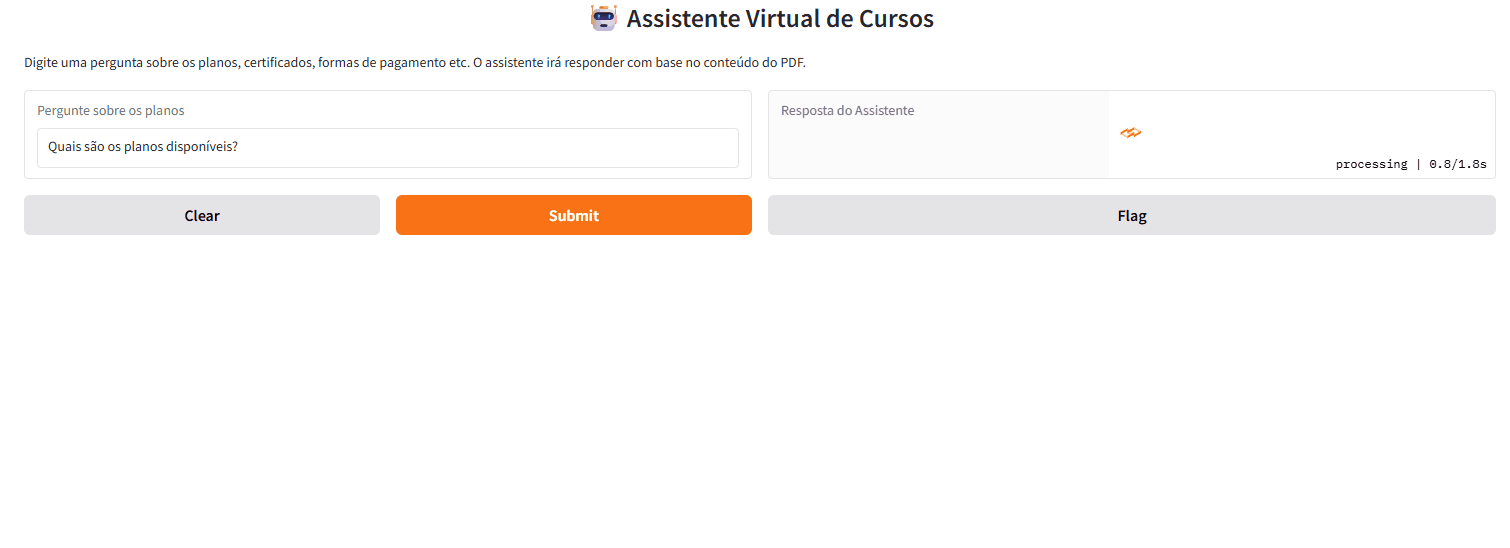 Assistente Virtual de Cursos
Digite uma pergunta sobre os planos, certificados, formas de pagamento etc. O assistente irá responder com base no conteúdo do PDF.
Pergunte sobre os planos
Quais são os planos disponíveis?
Resposta do Assistente
processing | 0.8/1.8s
Clear
Submit
Flag